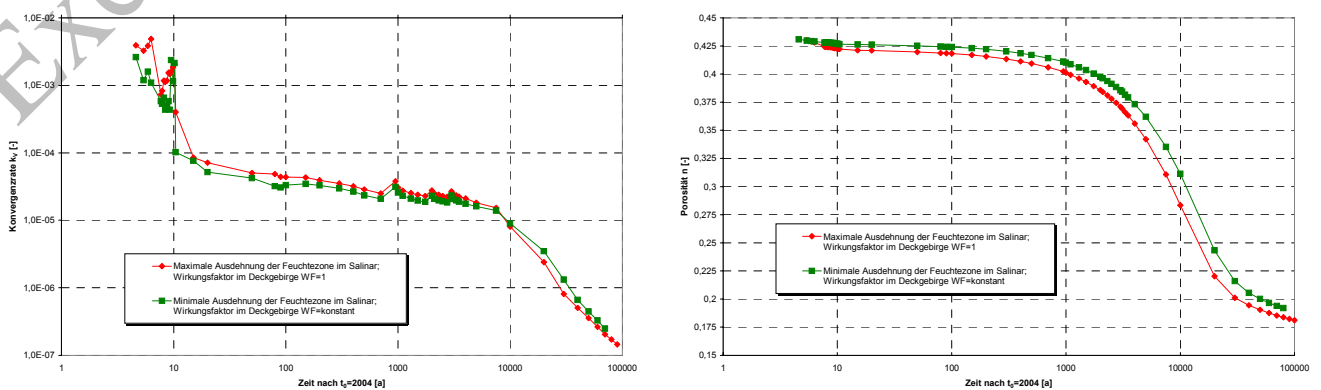 Exe
1,0E-02
1,0E-03
1,0E-04
1,0E-05
1,0E-06
1,0E-07
Konvergenzrate kV [-]
Maximale Ausdehnung der Feuchtezone im Salinar;
Wirkungsfaktor im Deckgebirge WF=1
Minimale Ausdehnung der Feuchtezone im Salinar;
Wirkungsfaktor im Deckgebirge WF=konstant
1 10 100 1000 10000 100000
Zeit nach t0=2004 [a]
0,45
0,425
0,4
0,375
0,35
0,325
0,3
0,275
0,25
0,225
0,2
0,175
0,15
Porosität n [-]
Maximale Ausdehnung der Feuchtezone im Salinar;
Wirkungsfaktor im Deckgebirge WF=1
Minimale Ausdehnung der Feuchtezone im Salinar;
Wirkungsfaktor im Deckgebirge WF=konstant
1 10 100 1000 10000 100000
Zeit nach t0=2004 [a]